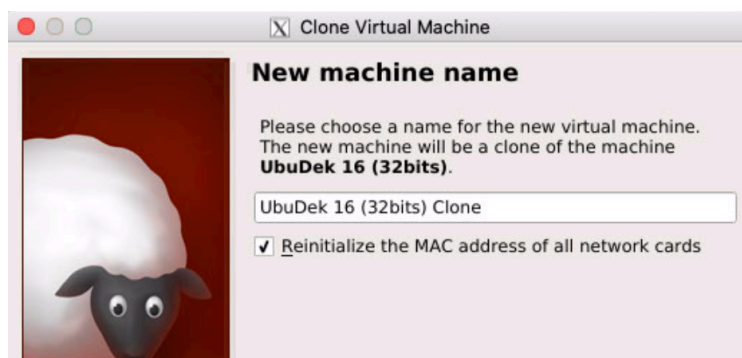 Clone Virtual Machine
New machine name
Please choose a name for the new virtual machine.
The new machine will be a clone of the machine
UbuDek 16 (32bits).
UbuDek 16 (32bits) Clone
Reinitialize the MAC address of all network cards